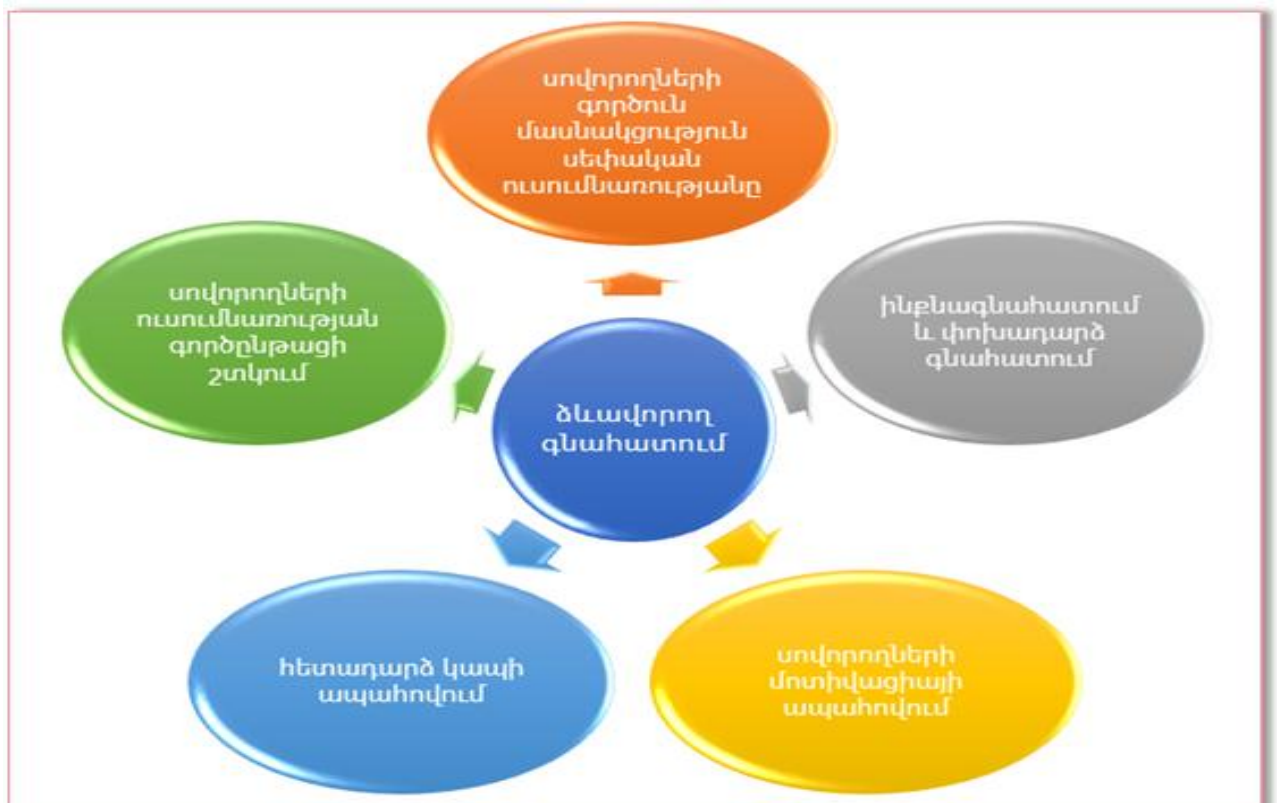 սովորողների
գործուն
մասնակցություն
սեփական
ուսումնառությանը
սովորողների
ուսումնառության
գործընթացի
շտկում
ինքնագնահատում
և փոխադարձ
գնահատում
ձևավորող
գնահատում
հետադարձ կապի
ապահովում
սովորողների
մոտիվացիայի
ապահովում